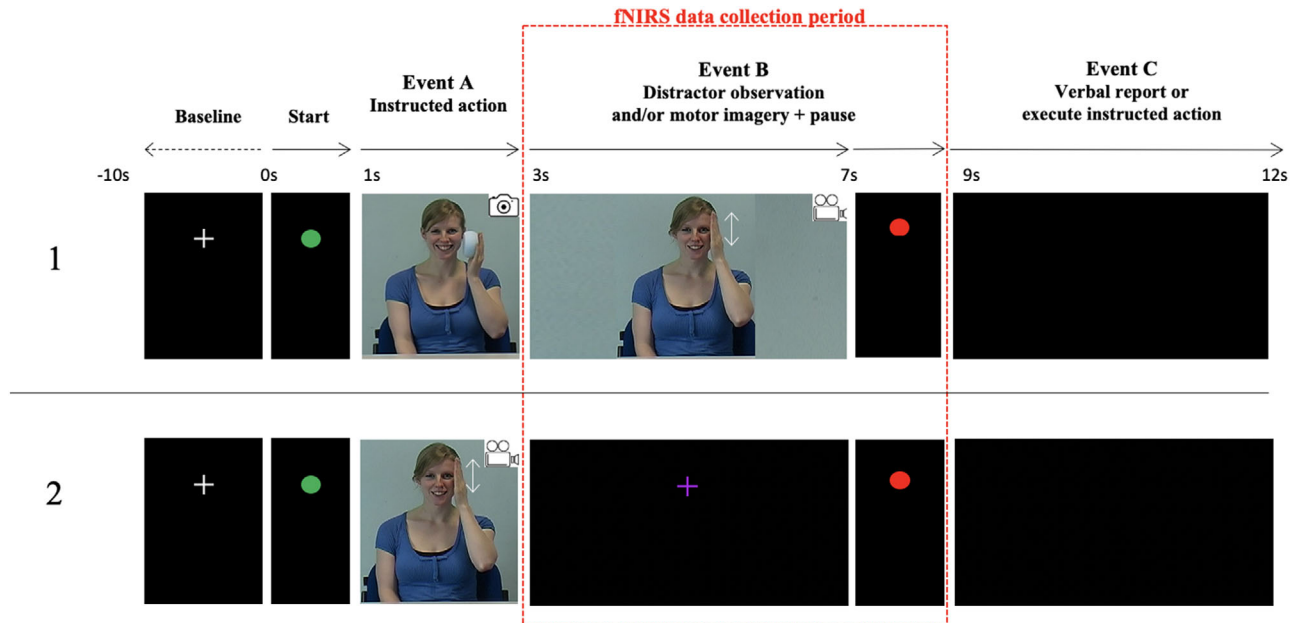 fNIRS data collection period
Event A
Instructed action
Event B
Distractor observation
and/or motor imagery + pause
Event C
Verbal report or
execute instructed action
Baseline
Start
-10s
0s
1s
3s
7s
9s
12s
1
2